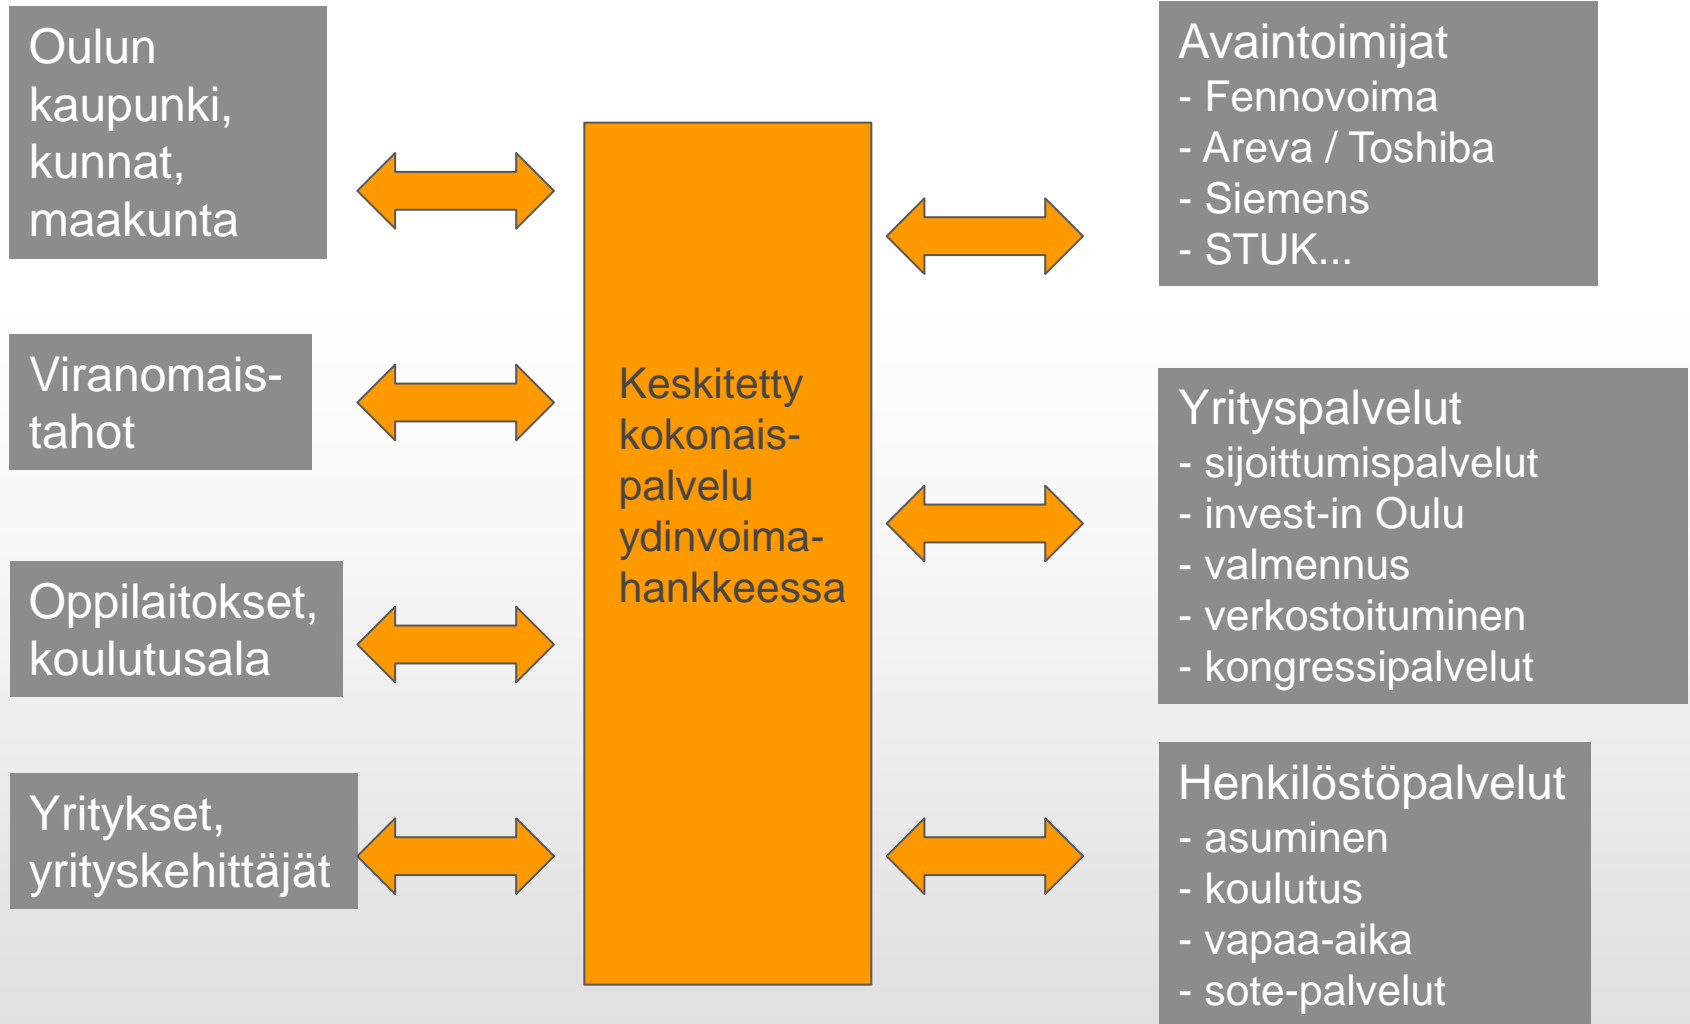 Oulun
kaupunki,
kunnat,
maakunta
Viranomais-
tahot
Oppilaitokset,
koulutusala
Yritykset,
yrityskehittäjät
Keskitetty
kokonais-
palvelu
ydinvoima-
hankkeessa
Avaintoimijat
- Fennovoima
- Areva / Toshiba
- Siemens
- STUK...
Yrityspalvelut
- sijoittumispalvelut
- invest-in Oulu
- valmennus
- verkostoituminen
- kongressipalvelut
Henkilöstöpalvelut
- asuminen
- koulutus
- vapaa-aika
- sote-palvelut